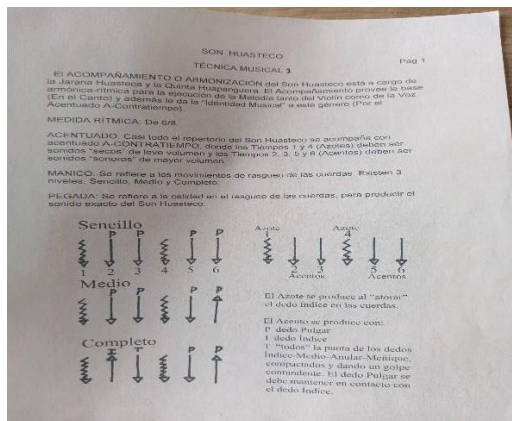 SON HUASTECO
TÉCNICA MUSICAL 1
Pag 1
El ACOMPAÑAMIENTO O ARMONIZACIÓN del Son Huasteco está a cargo de
la Jarana Huasteca y la Quinta Huapanguera. El Acompañamiento provee la base
armónica-rítmica para la ejecución de la Melodía tanto del Violín como de la Voz
(En el Canto) y además le da la "Identidad Musical" a este género (Por el
Acentuado A-Contratiempo).
MEDIDA RÍTMICA: De 6/8.
ACENTUADO: Casi todo el repertorio del Son Huasteco se acompaña con
acentuado A-CONTRATIEMPO, donde los Tiempos 1 y 4 (Azotes) deben ser
sonidos "secos" de leve volumen y los Tiempos 2, 3, 5 y 6 (Acentos) deben ser
sonidos "sonoros" de mayor volumen.
MANICO: Se refiere a los movimientos de rasgueo de las cuerdas. Existen 3
niveles: Sencillo, Medio y Completo.
PEGADA: Se refiere a la calidad en el rasgueo de las cuerdas, para producir el
sonido exacto del Son Huasteco.
Sencillo
P P P P
1 2 3 4 5 6
Medio
P P P P
Completo
I T P P
Azote Azote
1 4
2 3 5 6
Acentos Acentos
El Azote se produce al "atorar"
el dedo índice en las cuerdas.
El Acento se produce con:
P dedo Pulgar
I dedo Índice
T "todos" la punta de los dedos
Índice-Medio-Anular-Meñique,
compactados y dando un golpe
contundente. El dedo Pulgar se
debe mantener en contacto con
el dedo Índice.